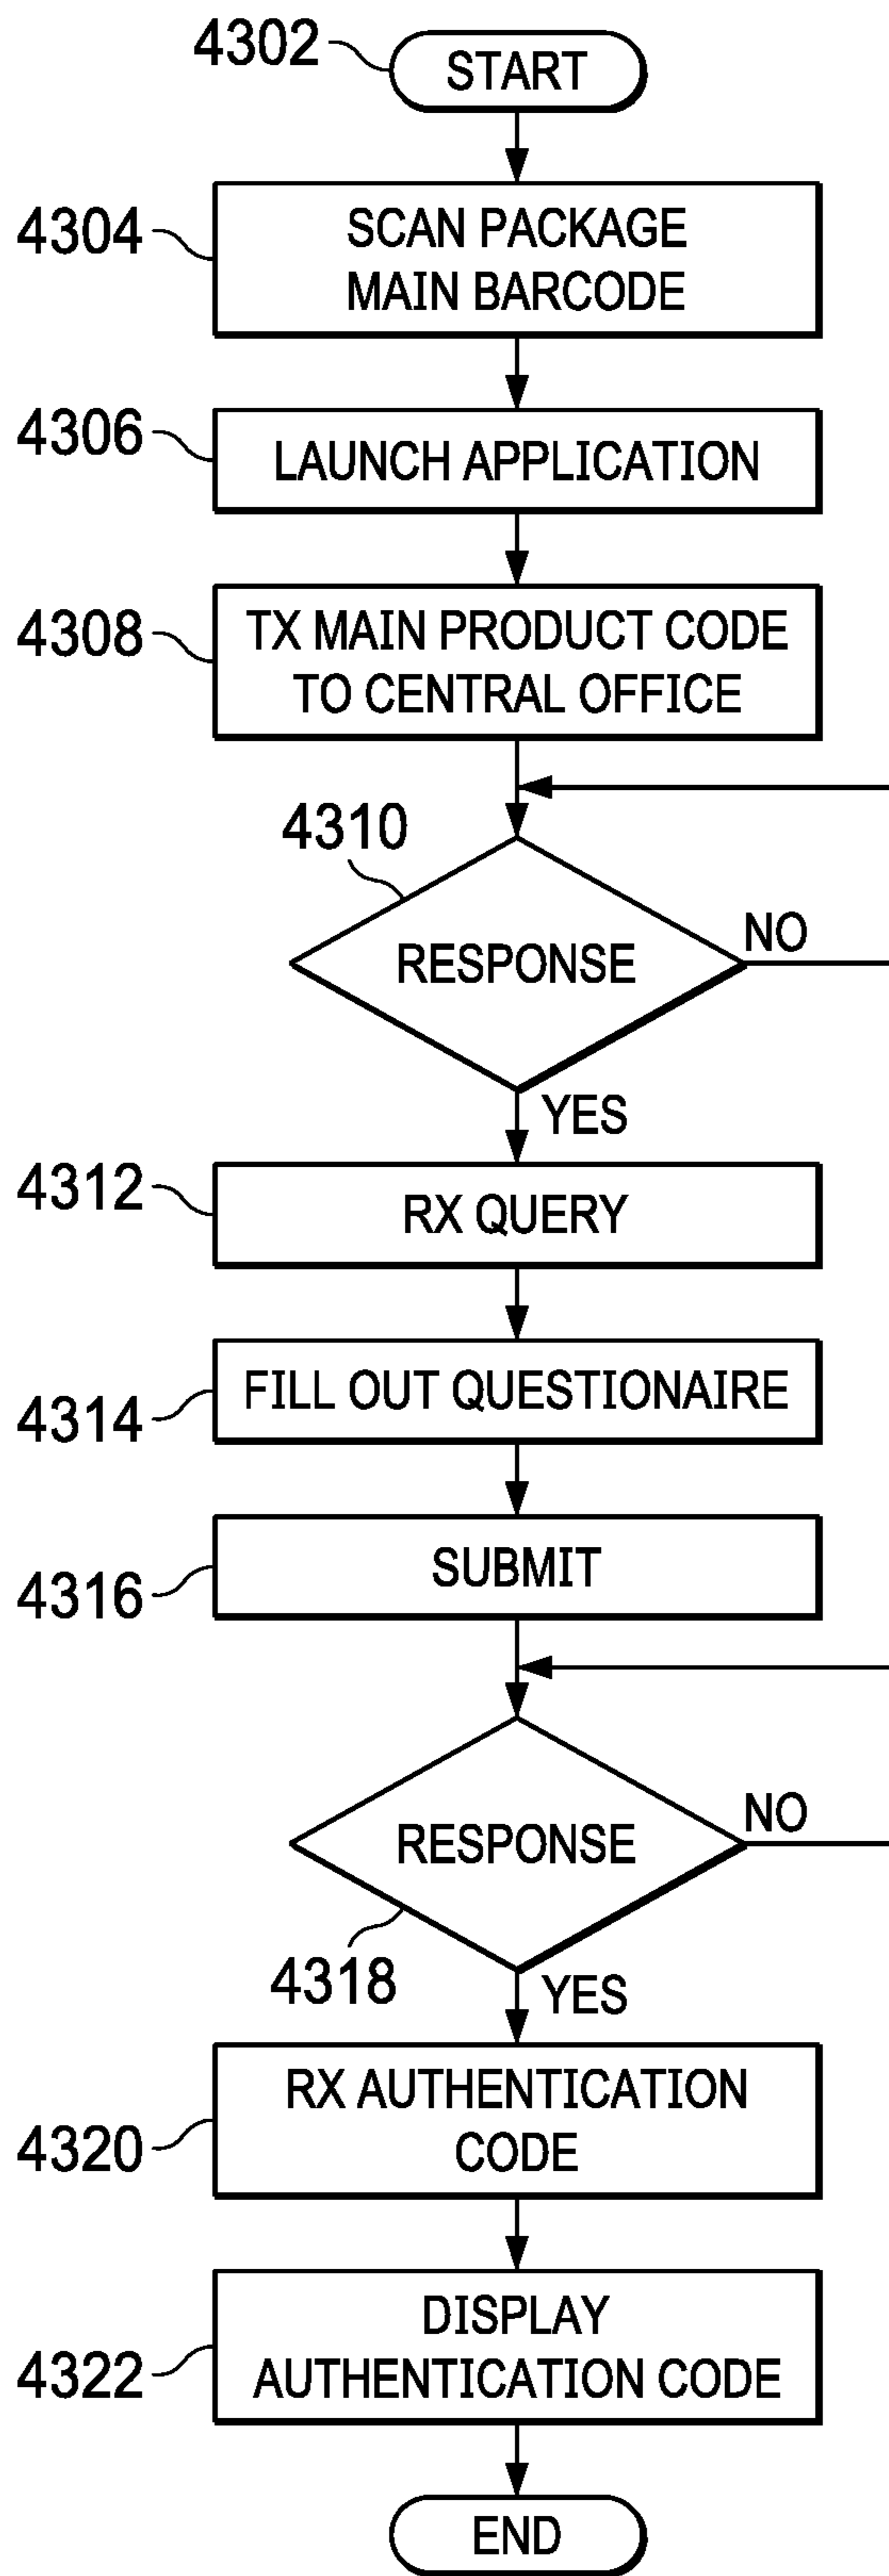 4302
START
4304
SCAN PACKAGE
MAIN BARCODE
4306
LAUNCH APPLICATION
4308
TX MAIN PRODUCT CODE
TO CENTRAL OFFICE
4310
RESPONSE
NO
YES
4312
RX QUERY
4314
FILL OUT QUESTIONAIRE
4316
SUBMIT
RESPONSE
NO
4318
YES
4320
RX AUTHENTICATION
CODE
4322
DISPLAY
AUTHENTICATION CODE
END